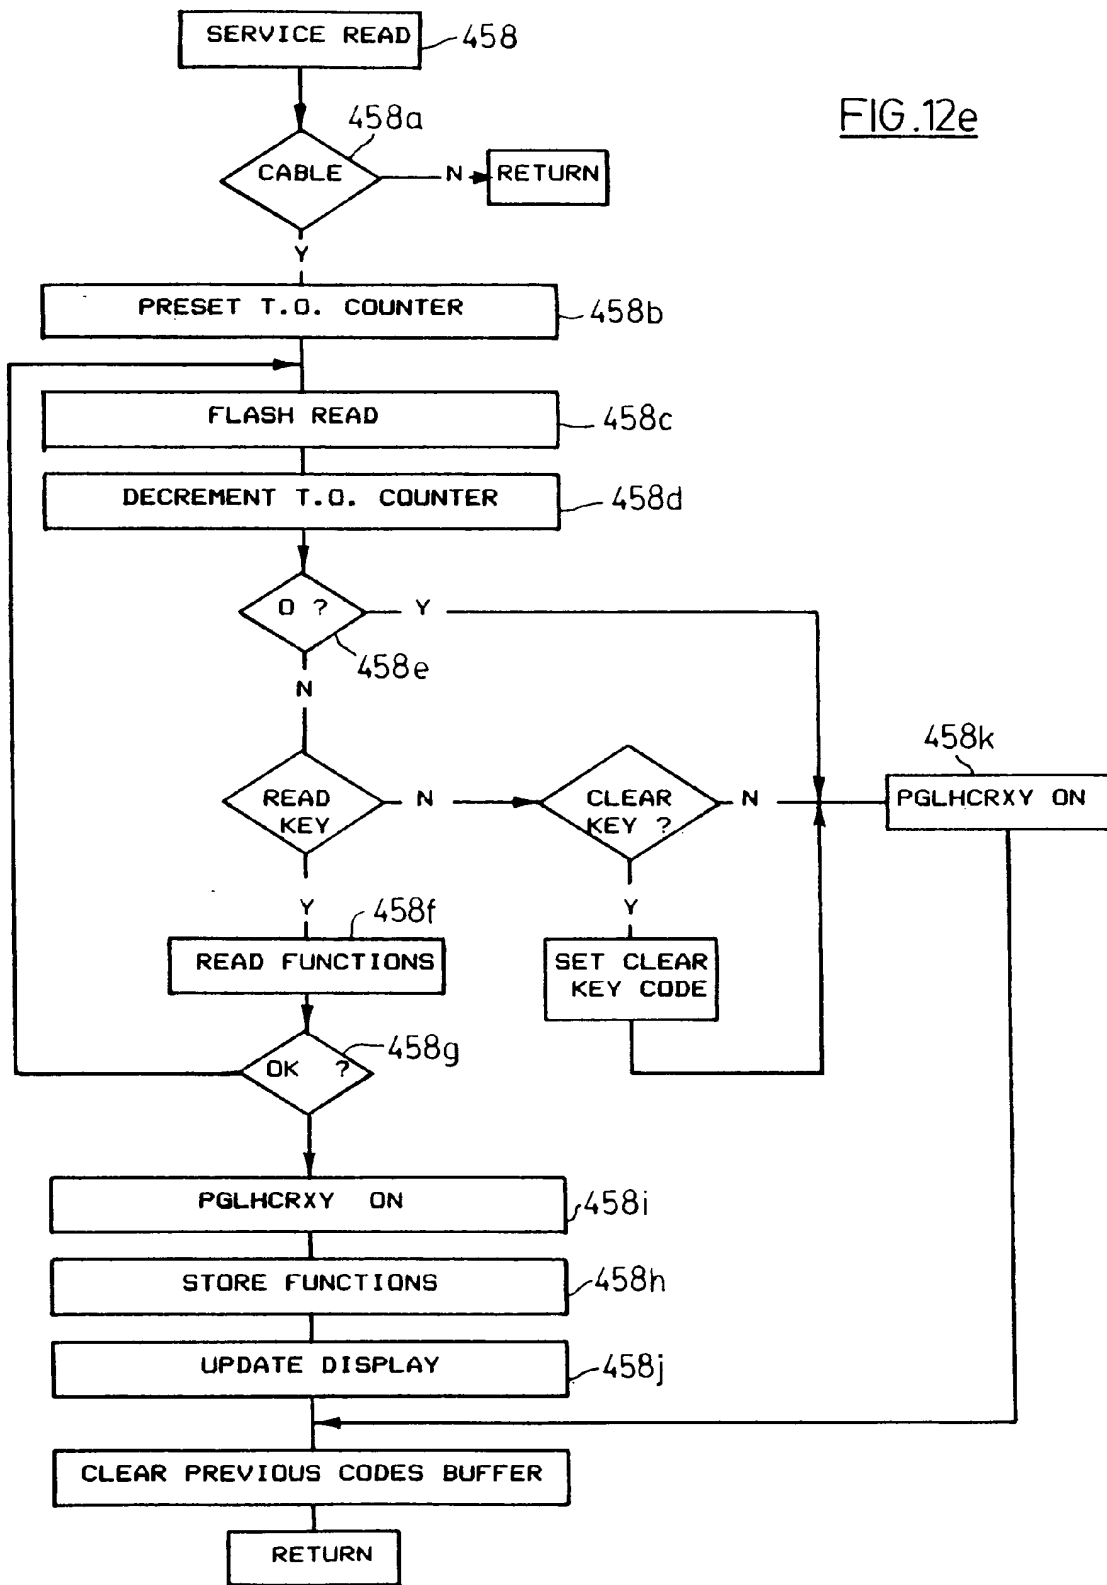 SERVICE READ
458
FIG.12e
458a
CABLE
N
RETURN
Y
PRESET T.O. COUNTER
458b
FLASH READ
458c
DECREMENT T.O. COUNTER
458d
0 ?
Y
458e
N
458k
READ
KEY
N
CLEAR
KEY ?
N
PGLHCRXY ON
Y
458f
Y
READ FUNCTIONS
SET CLEAR
KEY CODE
OK ?
458g
PGLHCRXY ON
458i
STORE FUNCTIONS
458h
UPDATE DISPLAY
458j
CLEAR PREVIOUS CODES BUFFER
RETURN